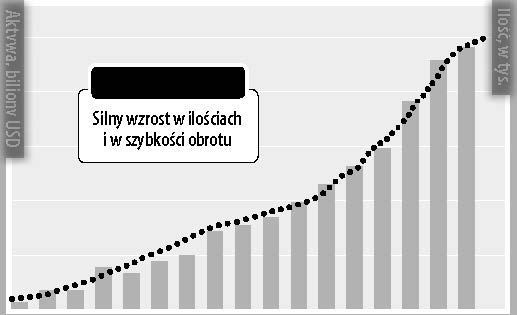 Aktywa, biliony USD
Silny wzrost w ilościach
i w szybkości obrotu
Ilość, w tys.